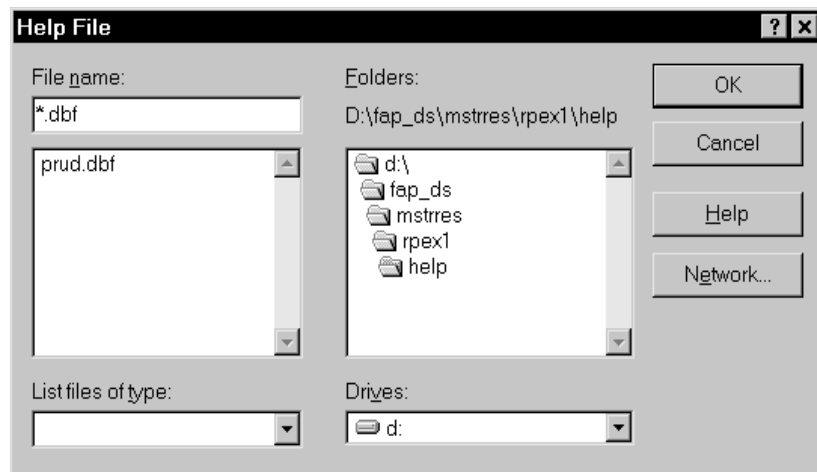 Help File
File name:
*.dbf
prud.dbf
Folders:
D:\fap_ds\mstrres\rpex1\help
d:\
fap_ds
mstrres
rpex1
help
OK
Cancel
Help
Network...
List files of type:
Drives:
d: